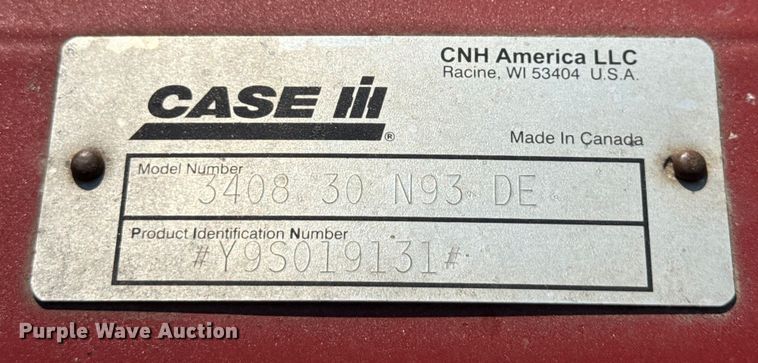 CNH America LLC
Racine, WI 53404 U.S.A.
CASE IH®
Made In Canada
Model Number
3408 30 N93 DE
Product Identification Number
#Y9S019131#
Purple Wave Auction